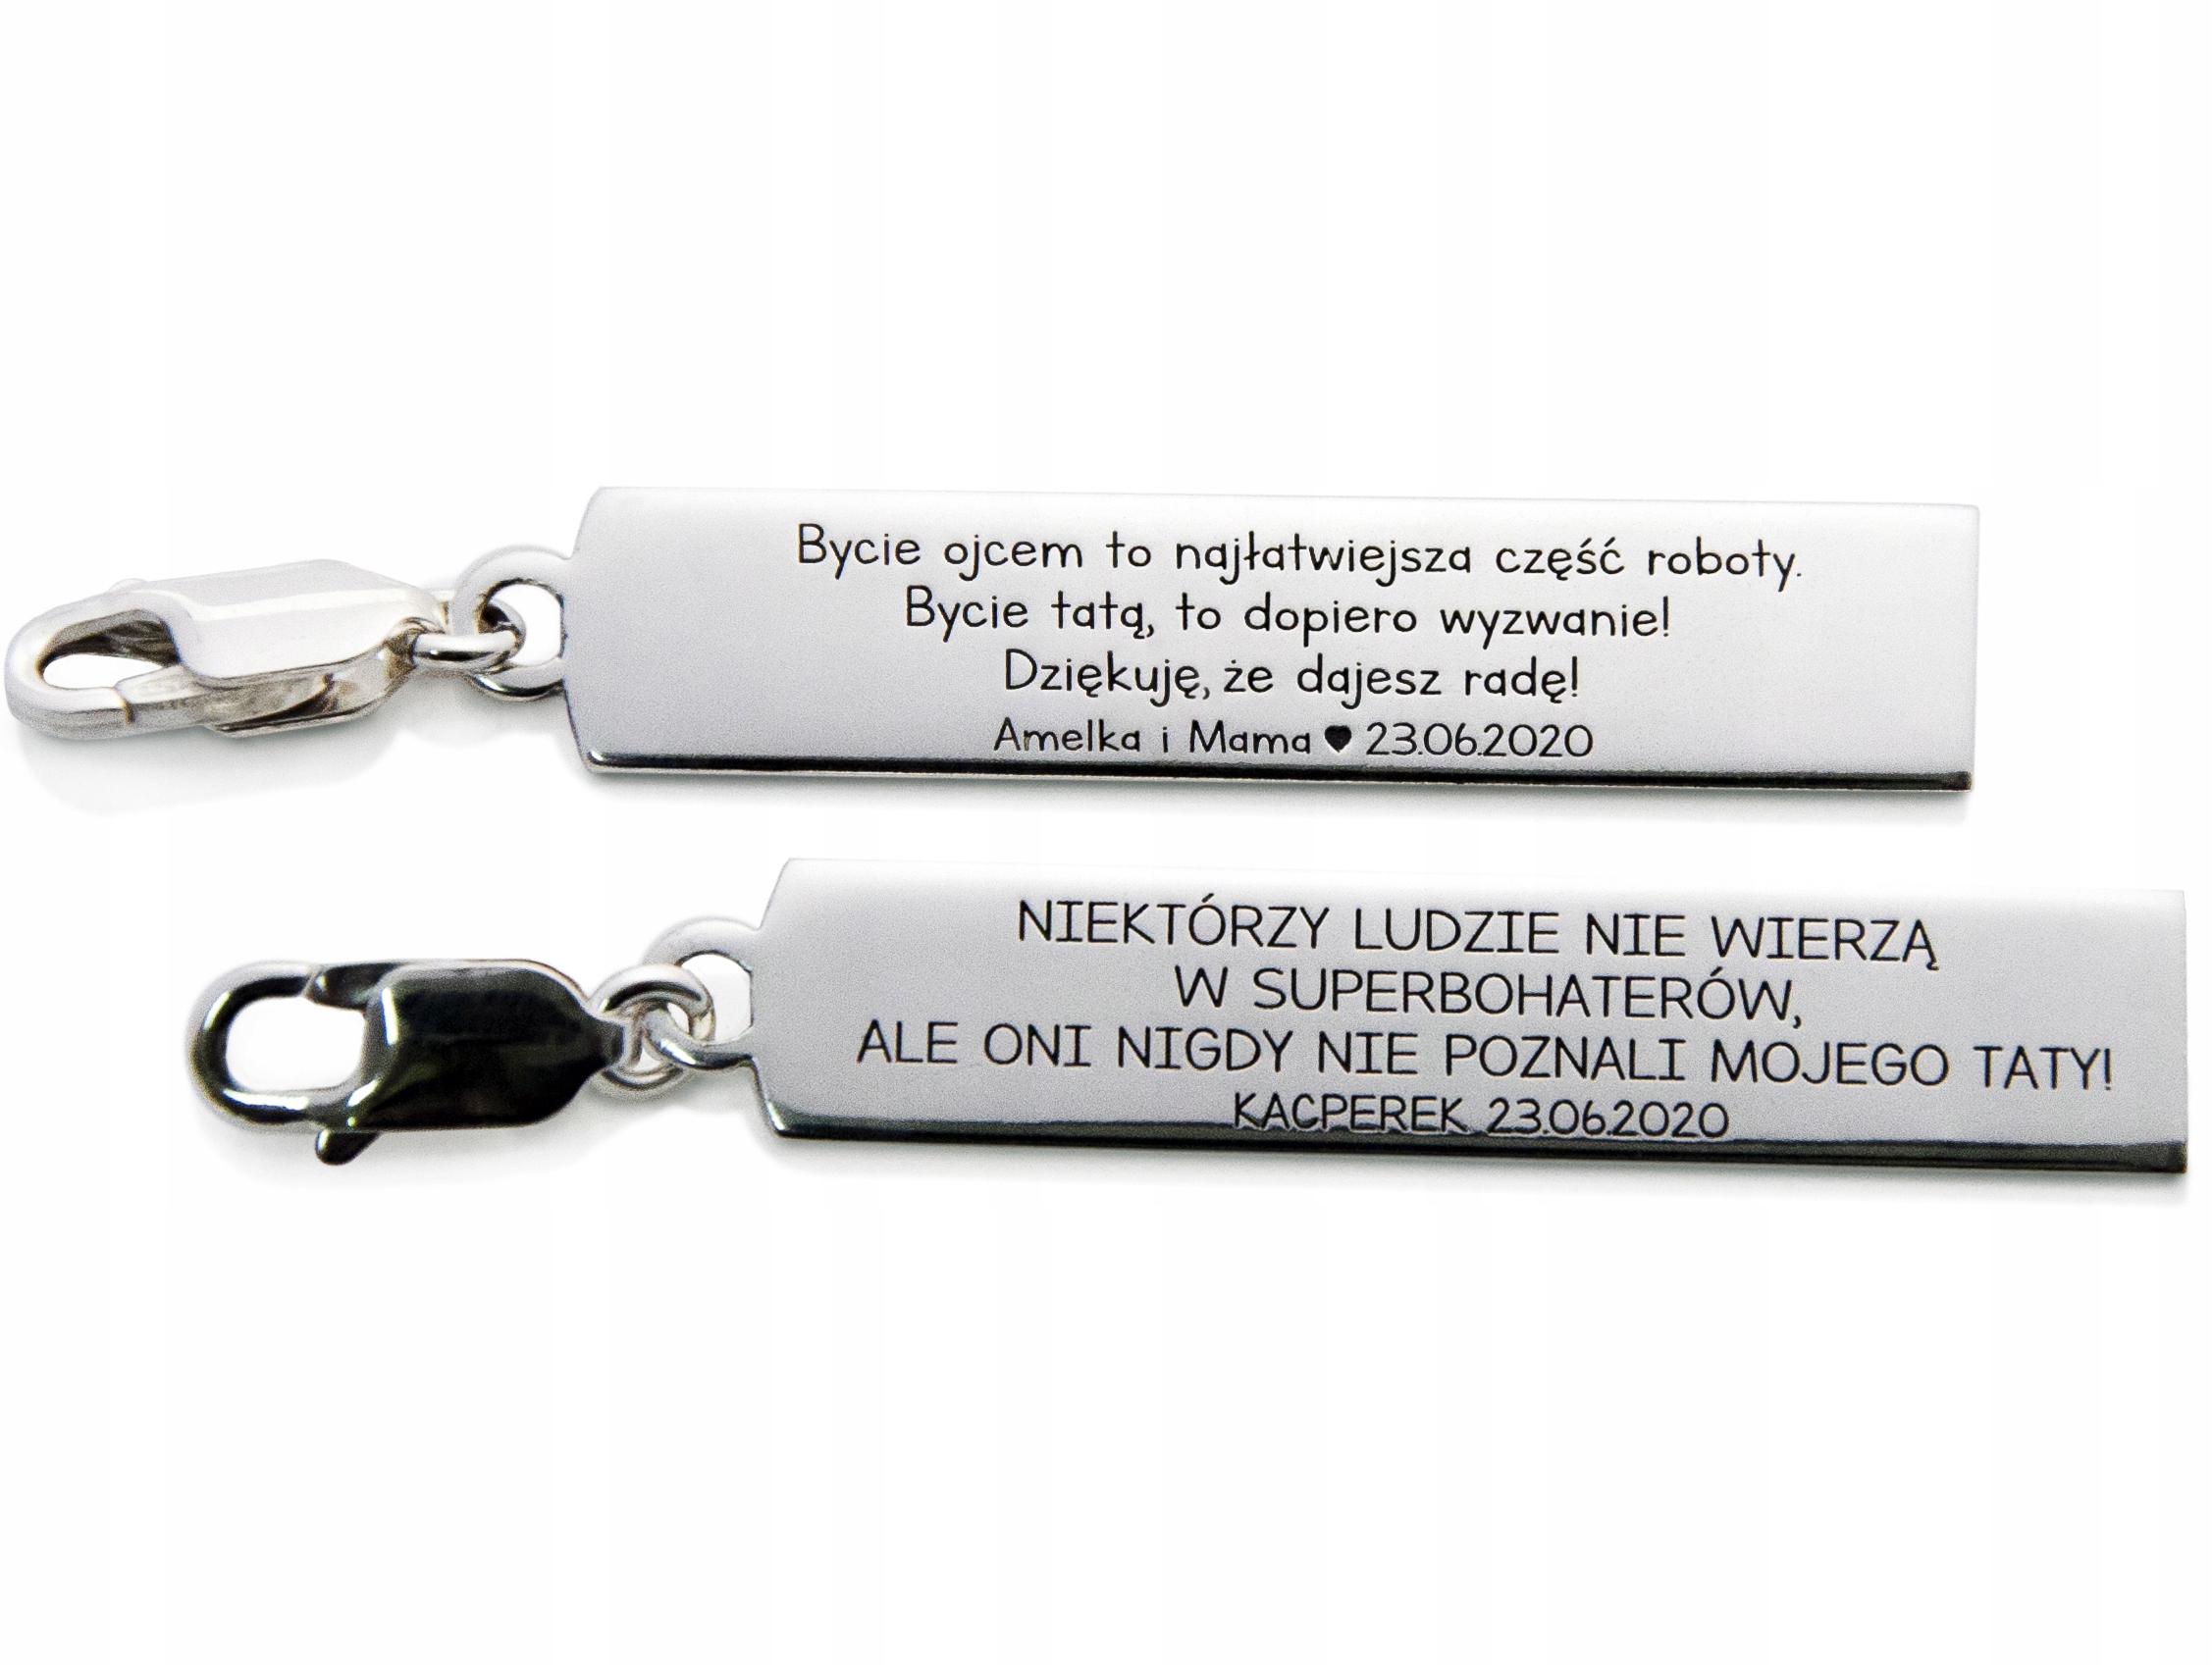 Bycie ojcem to najłatwiejsza część roboty.
Bycie tatą, to dopiero wyzwanie!
Dziękuję, że dajesz radę!
Amelka i Mama ♥ 23.06.2020
NIEKTÓRZY LUDZIE NIE WIERZĄ
W SUPERBOHATERÓW,
ALE ONI NIGDY NIE POZNALI MOJEGO TATY!
KACPEREK 23.06.2020